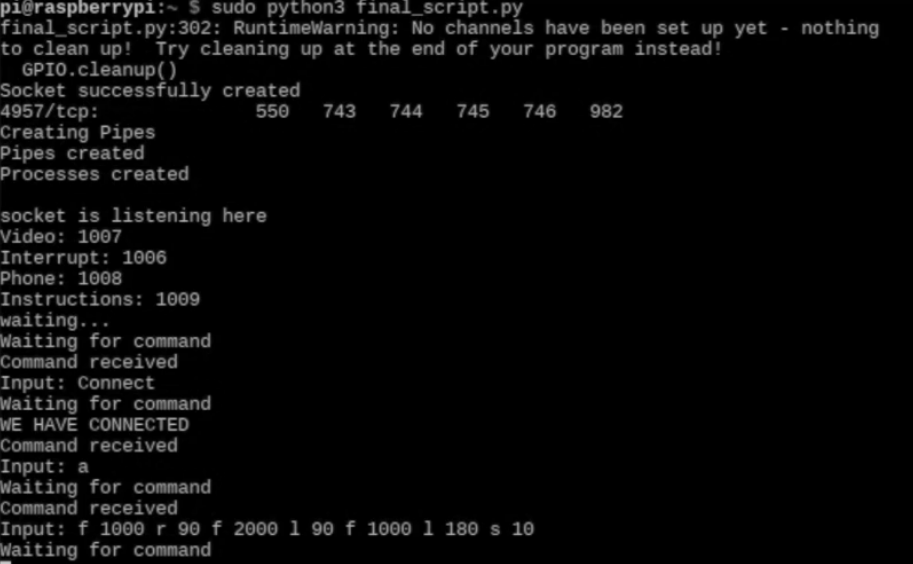 pi@raspberrypi:~ $ sudo python3 final_script.py
final_script.py:302: RuntimeWarning: No channels have been set up yet - nothing
to clean up!  Try cleaning up at the end of your program instead!
  GPIO.cleanup()
Socket successfully created
4957/tcp:              550   743   744   745   746   982
Creating Pipes
Pipes created
Processes created

socket is listening here
Video: 1007
Interrupt: 1006
Phone: 1008
Instructions: 1009
waiting...
Waiting for command
Command received
Input: Connect
Waiting for command
WE HAVE CONNECTED
Command received
Input: a
Waiting for command
Command received
Input: f 1000 r 90 f 2000 l 90 f 1000 l 180 s 10
Waiting for command